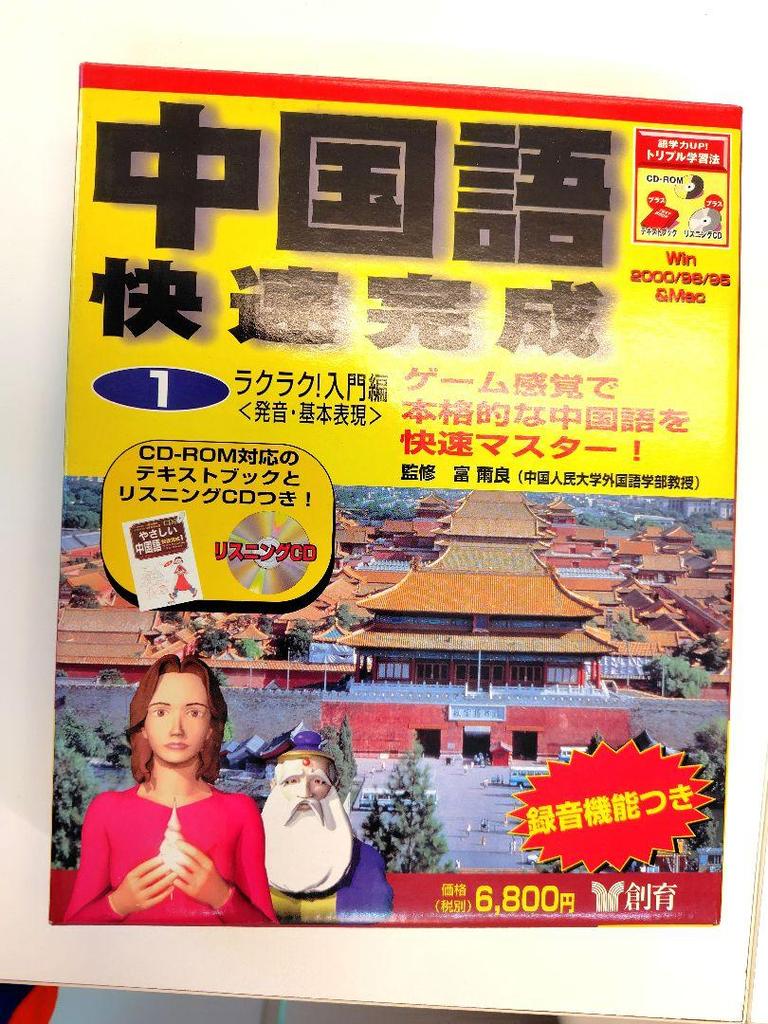 中国語
快速完成
語学力UP!
トリプル学習法
CD-ROM
プラス
プラス
テキストブック
リスニングCD
Win
2000/98/95
&Mac
1
ラクラク!入門編
<発音・基本表現>
ゲーム感覚で
本格的な中国語を
快速マスター!
監修 富爾良(中国人民大学外国語学部教授)
CD-ROM対応の
テキストブックと
リスニングCDつき!
やさしい
中国語
リスニングCD
録音機能つき
価格
(税別)
6,800円
創育